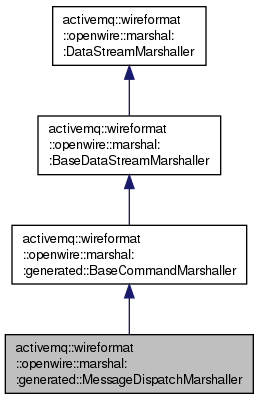 activemq::wireformat
::openwire::marshal:
:DataStreamMarshaller
activemq::wireformat
::openwire::marshal:
:BaseDataStreamMarshaller
activemq::wireformat
::openwire::marshal:
:generated::BaseCommandMarshaller
activemq::wireformat
::openwire::marshal:
:generated::MessageDispatchMarshaller